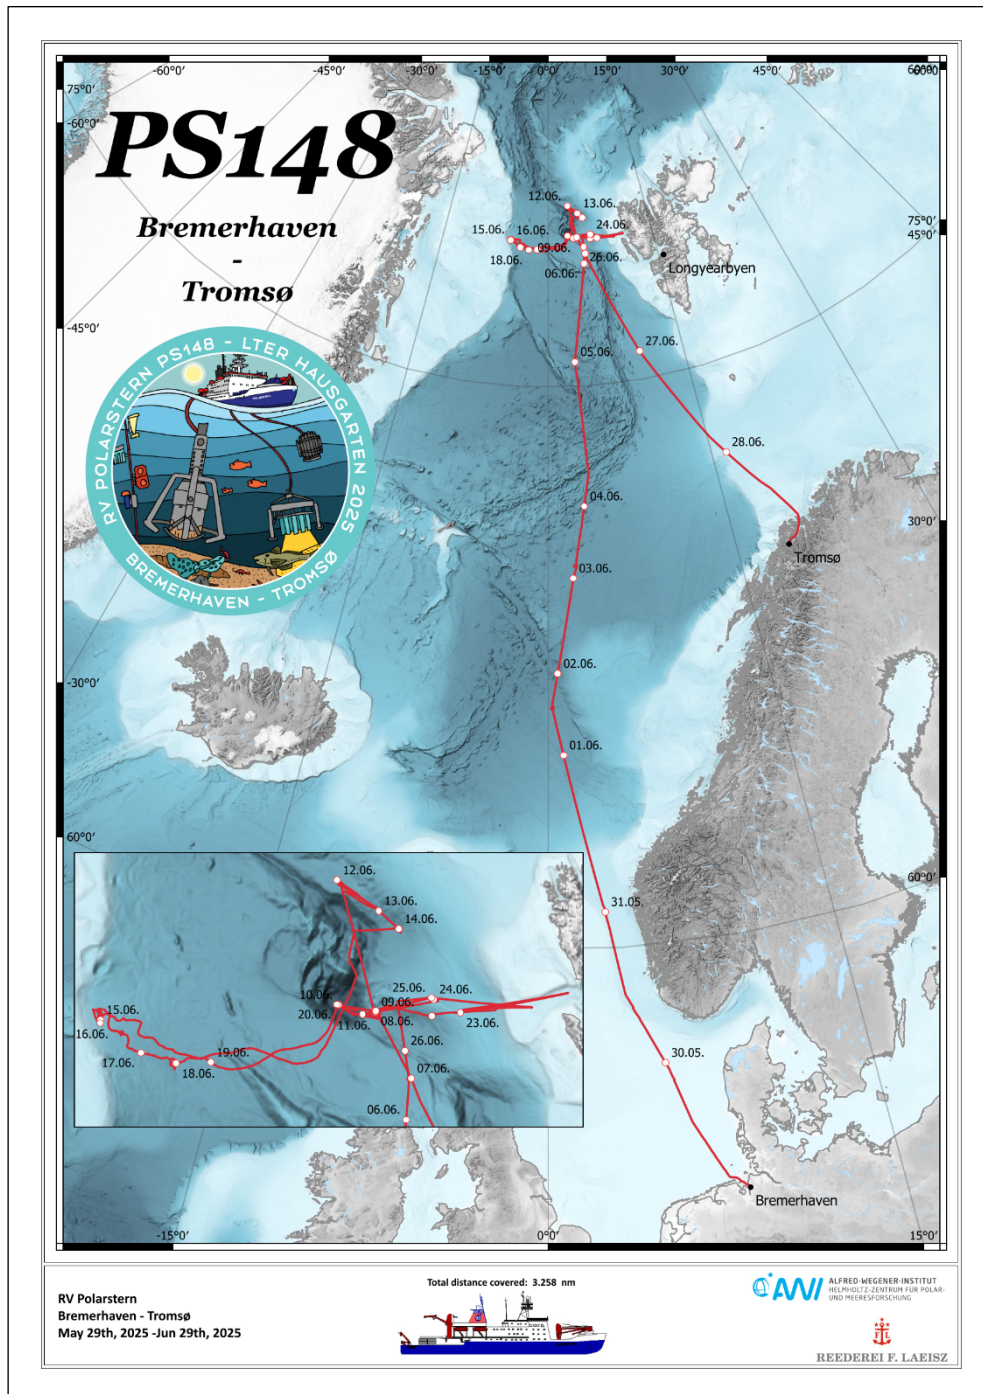 -60°0′ -45°0′ -30°0′ -15°0′ 0°0′ 15°0′ 30°0′ 45°0′
75°0′
-60°0′
PS148
Bremerhaven
-
Tromsø
RV POLARSTERN PS148 - LTER HAUSGARTEN 2025
BREMERHAVEN - TROMSØ
12.06.
13.06.
15.06.
16.06.
24.06.
18.06.
09.06.
26.06.
06.06.
Longyearbyen
75°0′
45°0′
-45°0′
27.06.
05.06.
28.06.
04.06.
30°0′
Tromsø
03.06.
02.06.
-30°0′
01.06.
60°0′
60°0′
31.05.
30.05.
12.06.
13.06.
14.06.
25.06.
24.06.
10.06.
09.06.
15.06.
20.06.
11.06.
08.06.
23.06.
16.06.
19.06.
26.06.
17.06.
18.06.
07.06.
06.06.
Bremerhaven
-15°0′ 0°0′ 15°0′
RV Polarstern
Bremerhaven - Tromsø
May 29th, 2025 -Jun 29th, 2025
Total distance covered: 3.258 nm
AWI
ALFRED-WEGENER-INSTITUT
HELMHOLTZ-ZENTRUM FÜR POLAR-
UND MEERESFORSCHUNG
FL
REEDEREI F. LAEISZ